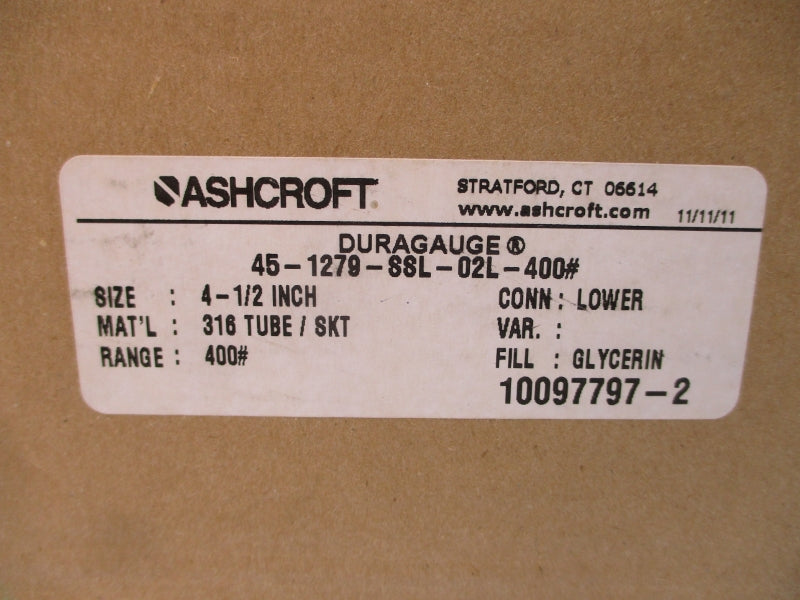 ASHCROFT
STRATFORD, CT 06614
www.ashcroft.com 11/11/11
DURAGAUGE ®
45-1279-SSL-02L-400#
SIZE : 4-1/2 INCH CONN : LOWER
MAT'L : 316 TUBE / SKT VAR. :
RANGE : 400# FILL : GLYCERIN
10097797-2